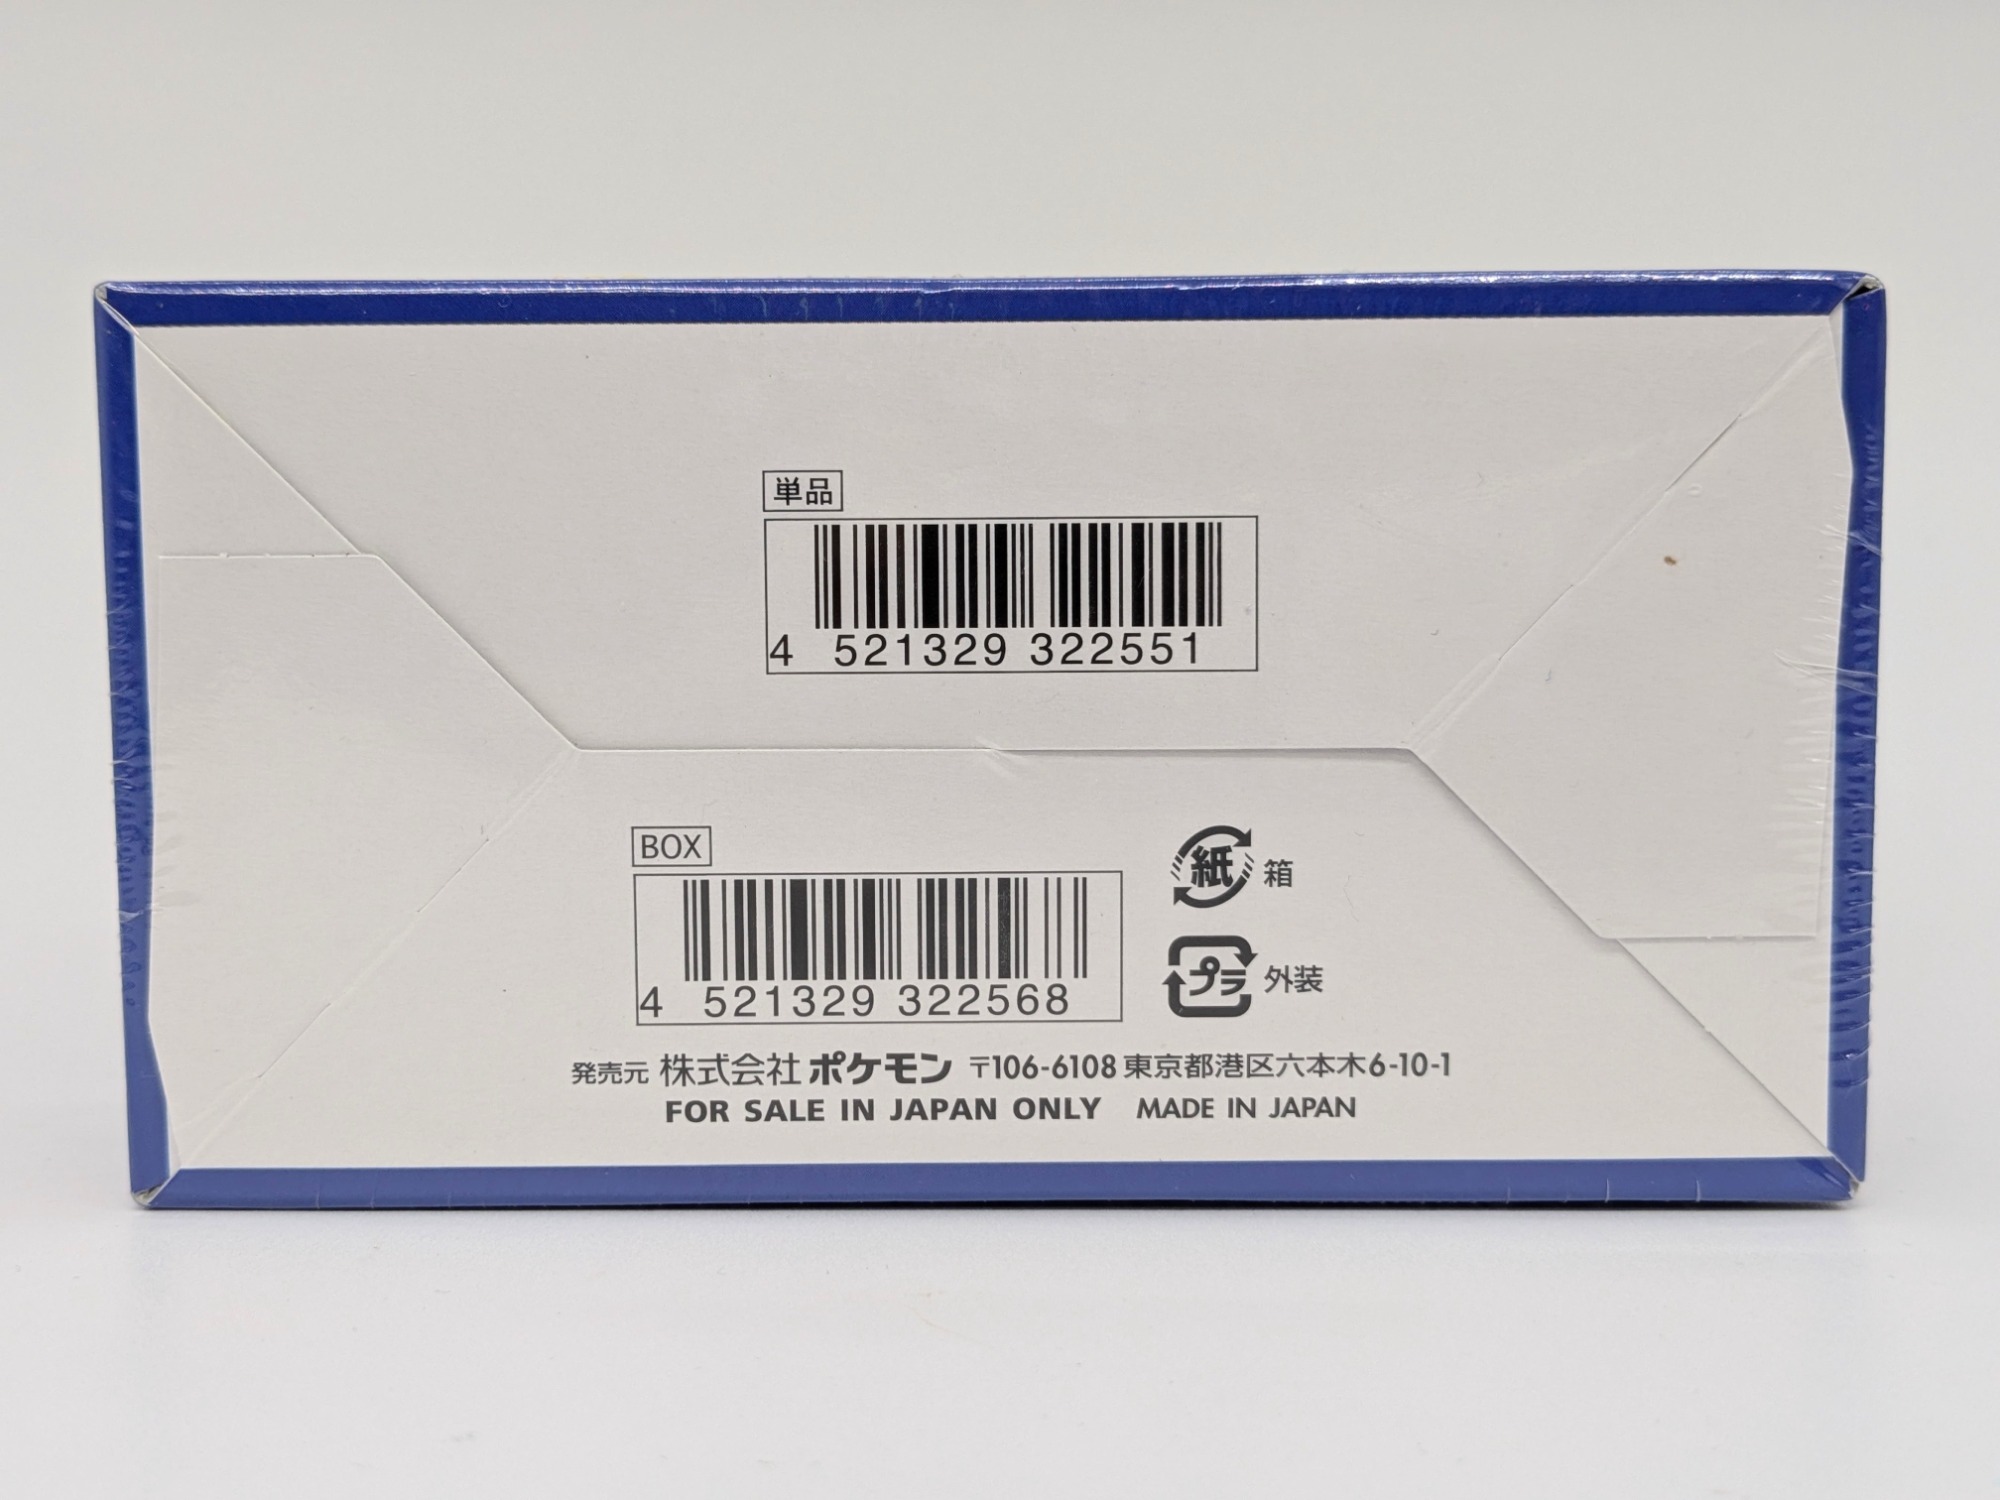 単品
4 521329 322551
BOX
4 521329 322568
紙 箱
プラ 外装
発売元 株式会社 ポケモン 〒106-6108 東京都港区六本木6-10-1
FOR SALE IN JAPAN ONLY MADE IN JAPAN